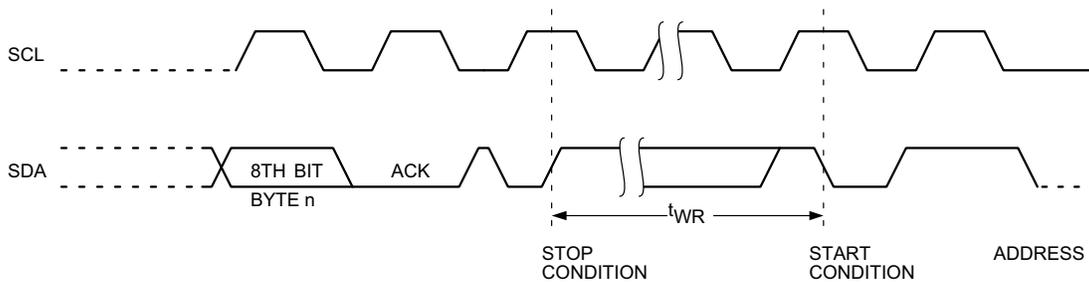 SCL
SDA
8TH BIT
ACK
BYTE n
tWR
STOP
CONDITION
START
CONDITION
ADDRESS